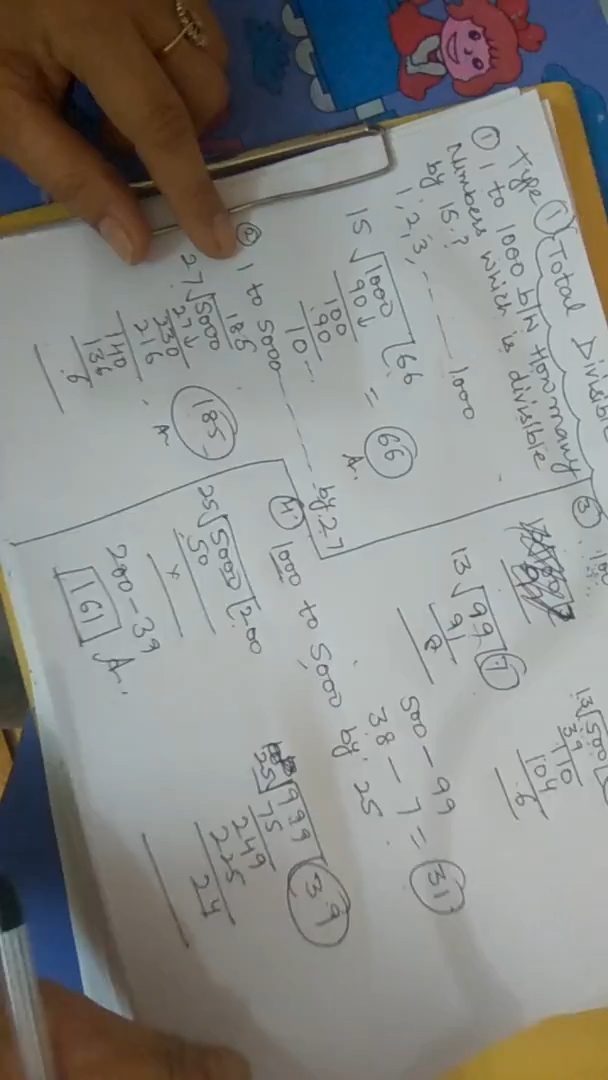 Type ① Total Divisible
① 1 to 1000 b/w How many
Numbers which is divisible
by 15?
1, 2, 3, ------ 1000
15 √1000 66
90↓
100
90
10
= 66
A.
② 1 to 5000 ------ by 27
185
27 √5000
27↓
230
216
140
136
6
185
A.
③ 100
13 √99 7
91
8
13 √500
39
110
104
6
500 - 99
38 - 7 = 31
④ 1000 to 5000 by 25
25 √5000 200
50
×
25 √999 39
75
249
225
24
200 - 39
161 A.